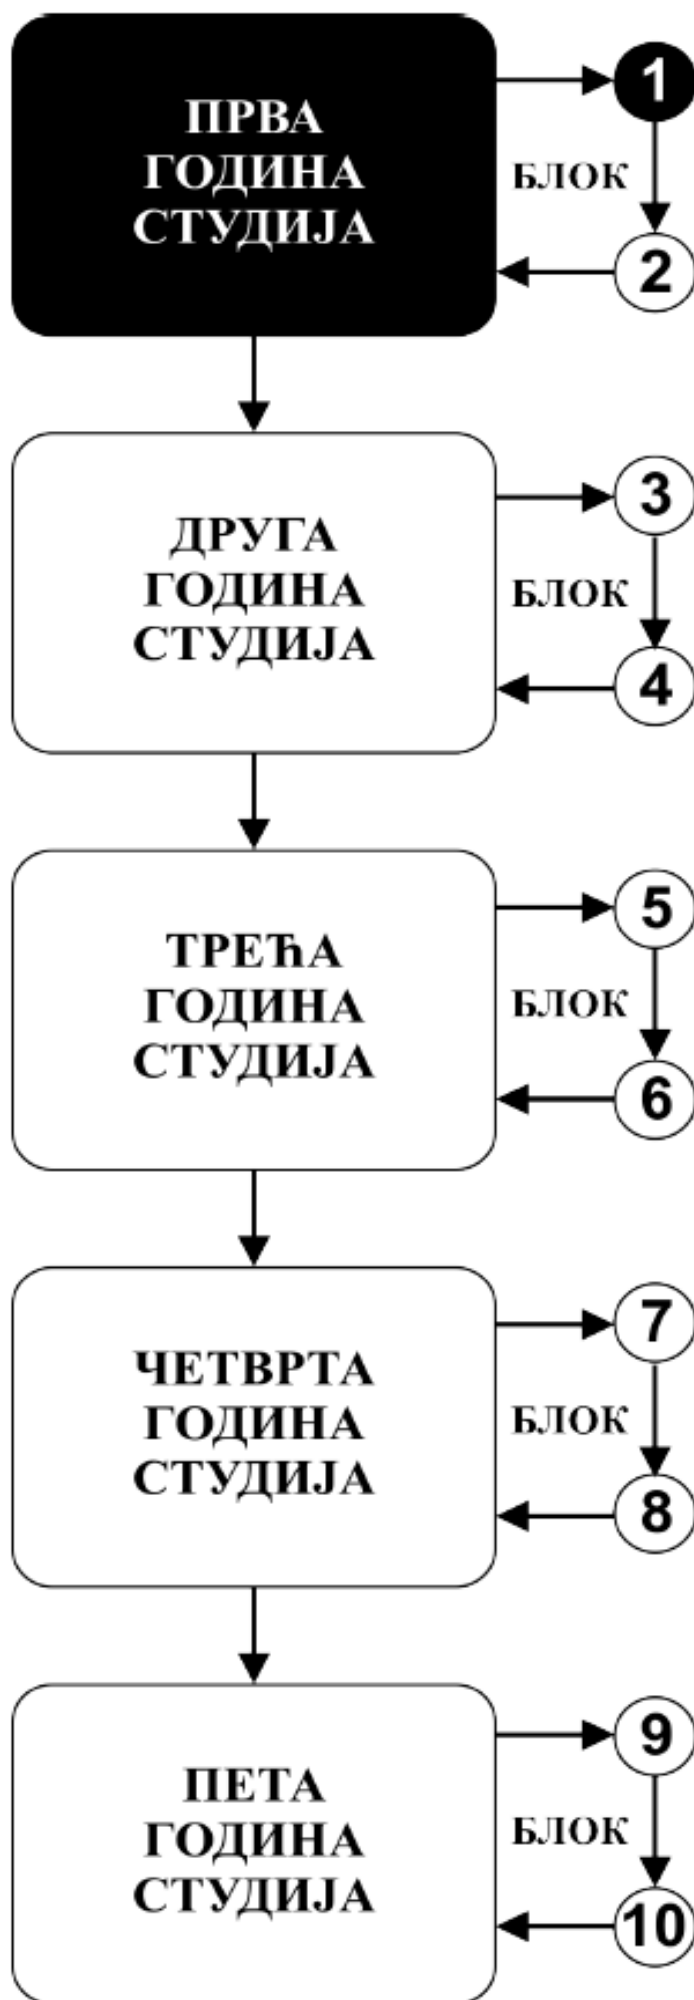 ПРВА
ГОДИНА
СТУДИЈА
1
БЛОК
2
ДРУГА
ГОДИНА
СТУДИЈА
3
БЛОК
4
ТРЕЋА
ГОДИНА
СТУДИЈА
5
БЛОК
6
ЧЕТВРТА
ГОДИНА
СТУДИЈА
7
БЛОК
8
ПЕТА
ГОДИНА
СТУДИЈА
9
БЛОК
10